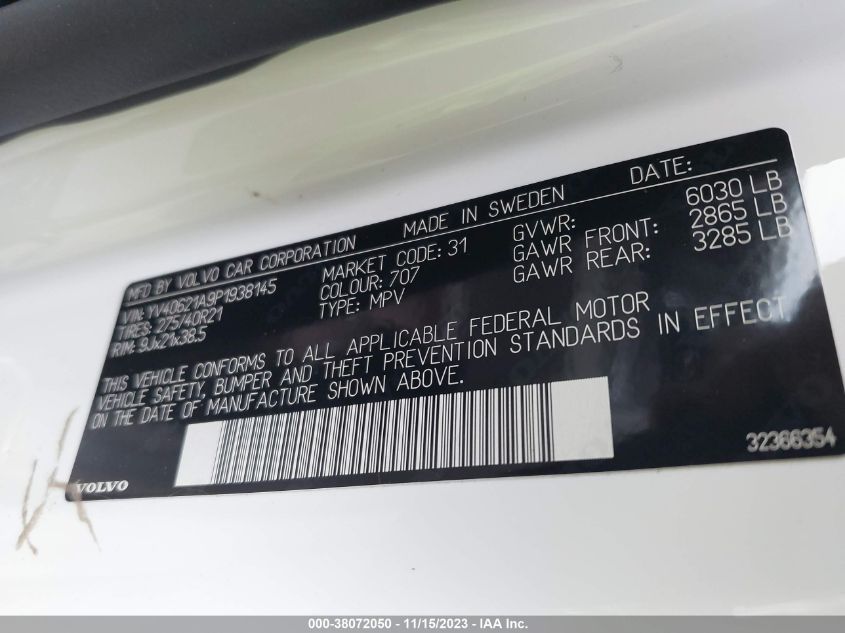 MFD BY VOLVO CAR CORPORATION MADE IN SWEDEN DATE:
VIN: YV4062 1A9P1938145 MARKET CODE: 31 GVWR: 6030 LB
TIRES: 275/40R21 COLOUR: 707 GAWR FRONT: 2865 LB
RIM: 9Jx21x38.5 TYPE: MPV GAWR REAR: 3285 LB
THIS VEHICLE CONFORMS TO ALL APPLICABLE FEDERAL MOTOR
VEHICLE SAFETY, BUMPER AND THEFT PREVENTION STANDARDS IN EFFECT
ON THE DATE OF MANUFACTURE SHOWN ABOVE.
VOLVO
32366354
000-38072050 - 11/15/2023 - IAA Inc.